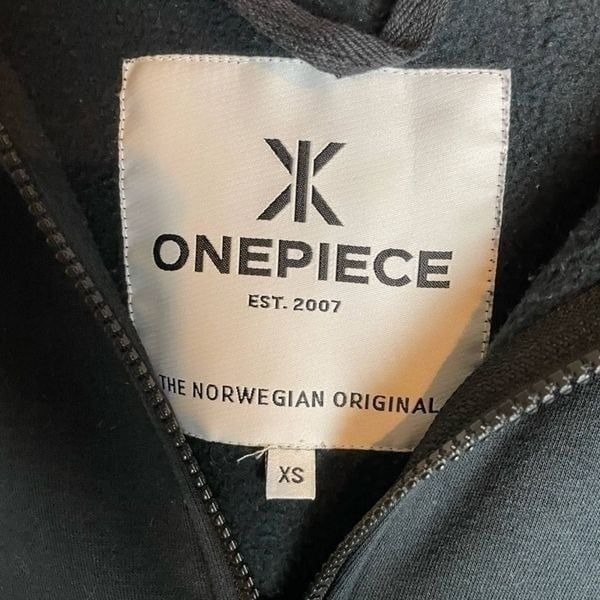 ONEPIECE
EST. 2007
THE NORWEGIAN ORIGINAL
XS